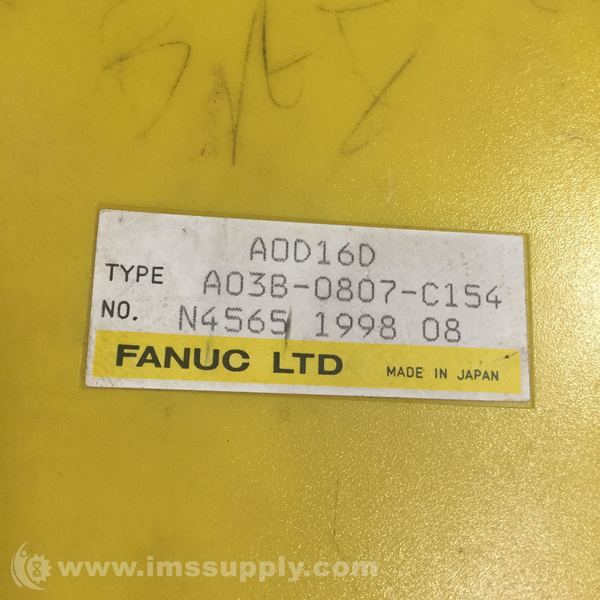 AOD16D
TYPE A03B-0807-C154
NO. N4565 1998 08
FANUC LTD MADE IN JAPAN
www.imssupply.com